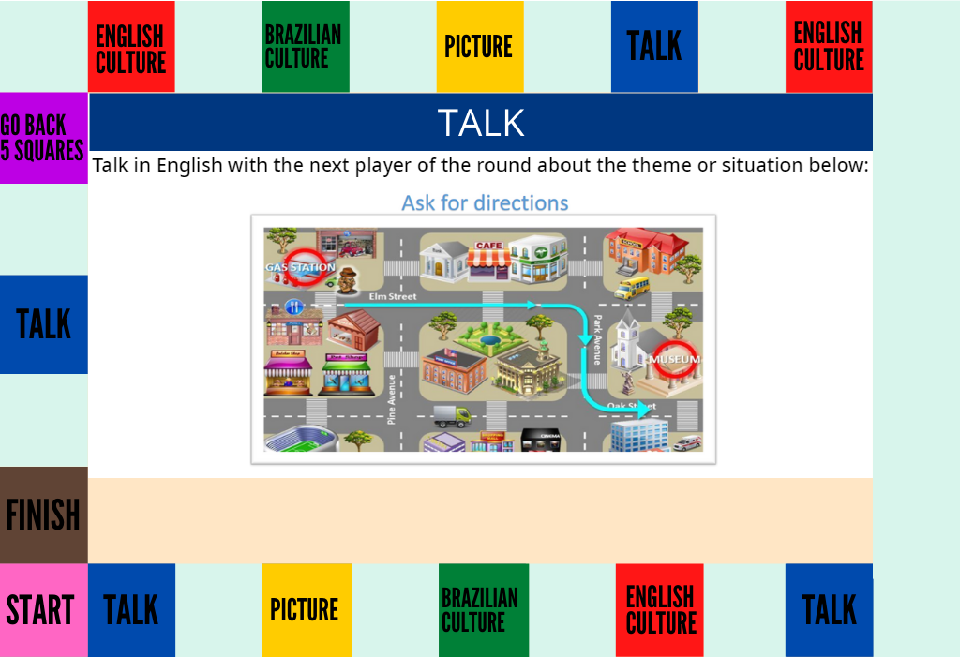 ENGLISH
CULTURE
BRAZILIAN
CULTURE
PICTURE
TALK
ENGLISH
CULTURE
GO BACK
5 SQUARES
TALK
Talk in English with the next player of the round about the theme or situation below:
Ask for directions
CAFE
SCHOOL
GAS STATION
Elm Street
Park Avenue
MUSEUM
Pine Avenue
Oak Street
CINEMA
TALK
FINISH
START
TALK
PICTURE
BRAZILIAN
CULTURE
ENGLISH
CULTURE
TALK